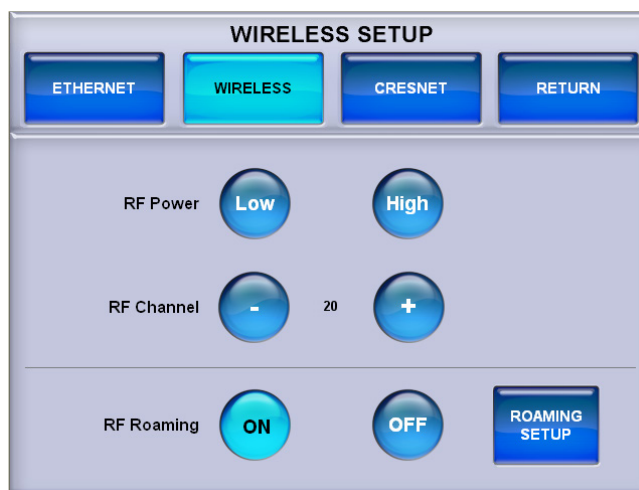 WIRELESS SETUP
ETHERNET WIRELESS CRESNET RETURN
RF Power Low High
RF Channel - 20 +
RF Roaming ON OFF ROAMING
SETUP